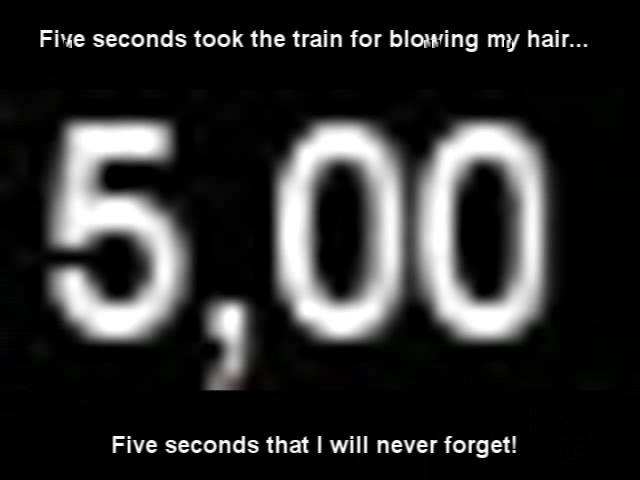 Five seconds took the train for blowing my hair...
5,00
Five seconds that I will never forget!